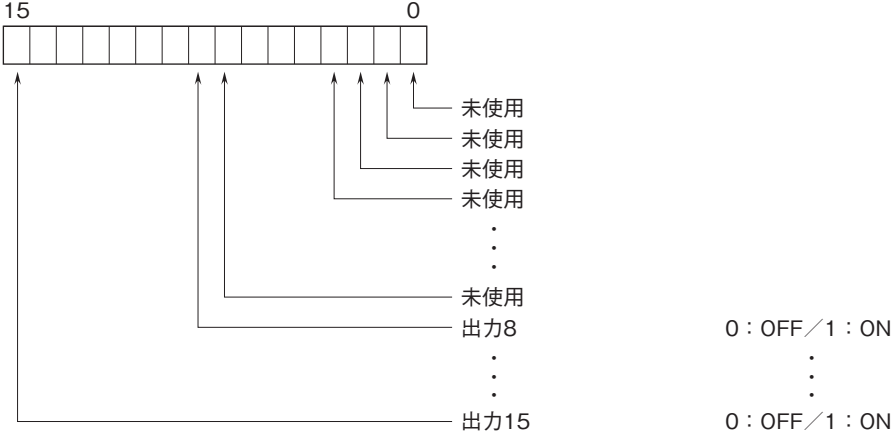 15 0
未使用
未使用
未使用
未使用
・
・
・
未使用
出力8 0：OFF／1：ON
・ ・
・ ・
・ ・
出力15 0：OFF／1：ON